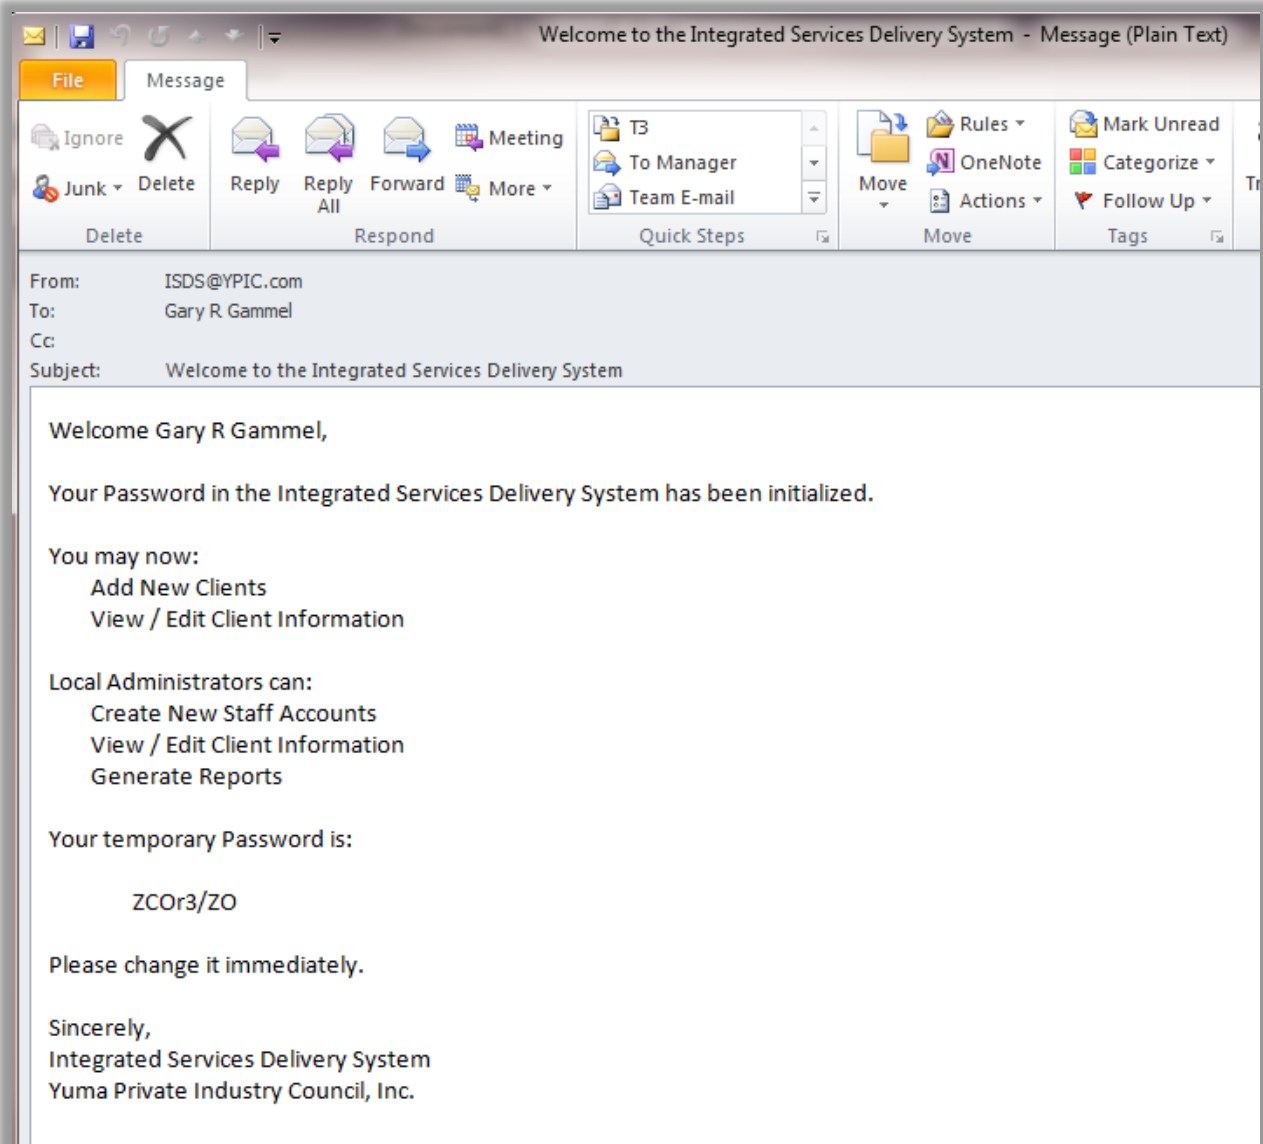 Welcome to the Integrated Services Delivery System - Message (Plain Text)
File Message
Ignore
Junk
Delete
Reply
Reply All
Forward
Meeting
More
T3
To Manager
Team E-mail
Move
Rules
OneNote
Actions
Mark Unread
Categorize
Follow Up
Tr
Delete Respond Quick Steps Move Tags
From: ISDS@YPIC.com
To: Gary R Gammel
Cc:
Subject: Welcome to the Integrated Services Delivery System
Welcome Gary R Gammel,
Your Password in the Integrated Services Delivery System has been initialized.
You may now:
Add New Clients
View / Edit Client Information
Local Administrators can:
Create New Staff Accounts
View / Edit Client Information
Generate Reports
Your temporary Password is:
ZCOr3/ZO
Please change it immediately.
Sincerely,
Integrated Services Delivery System
Yuma Private Industry Council, Inc.